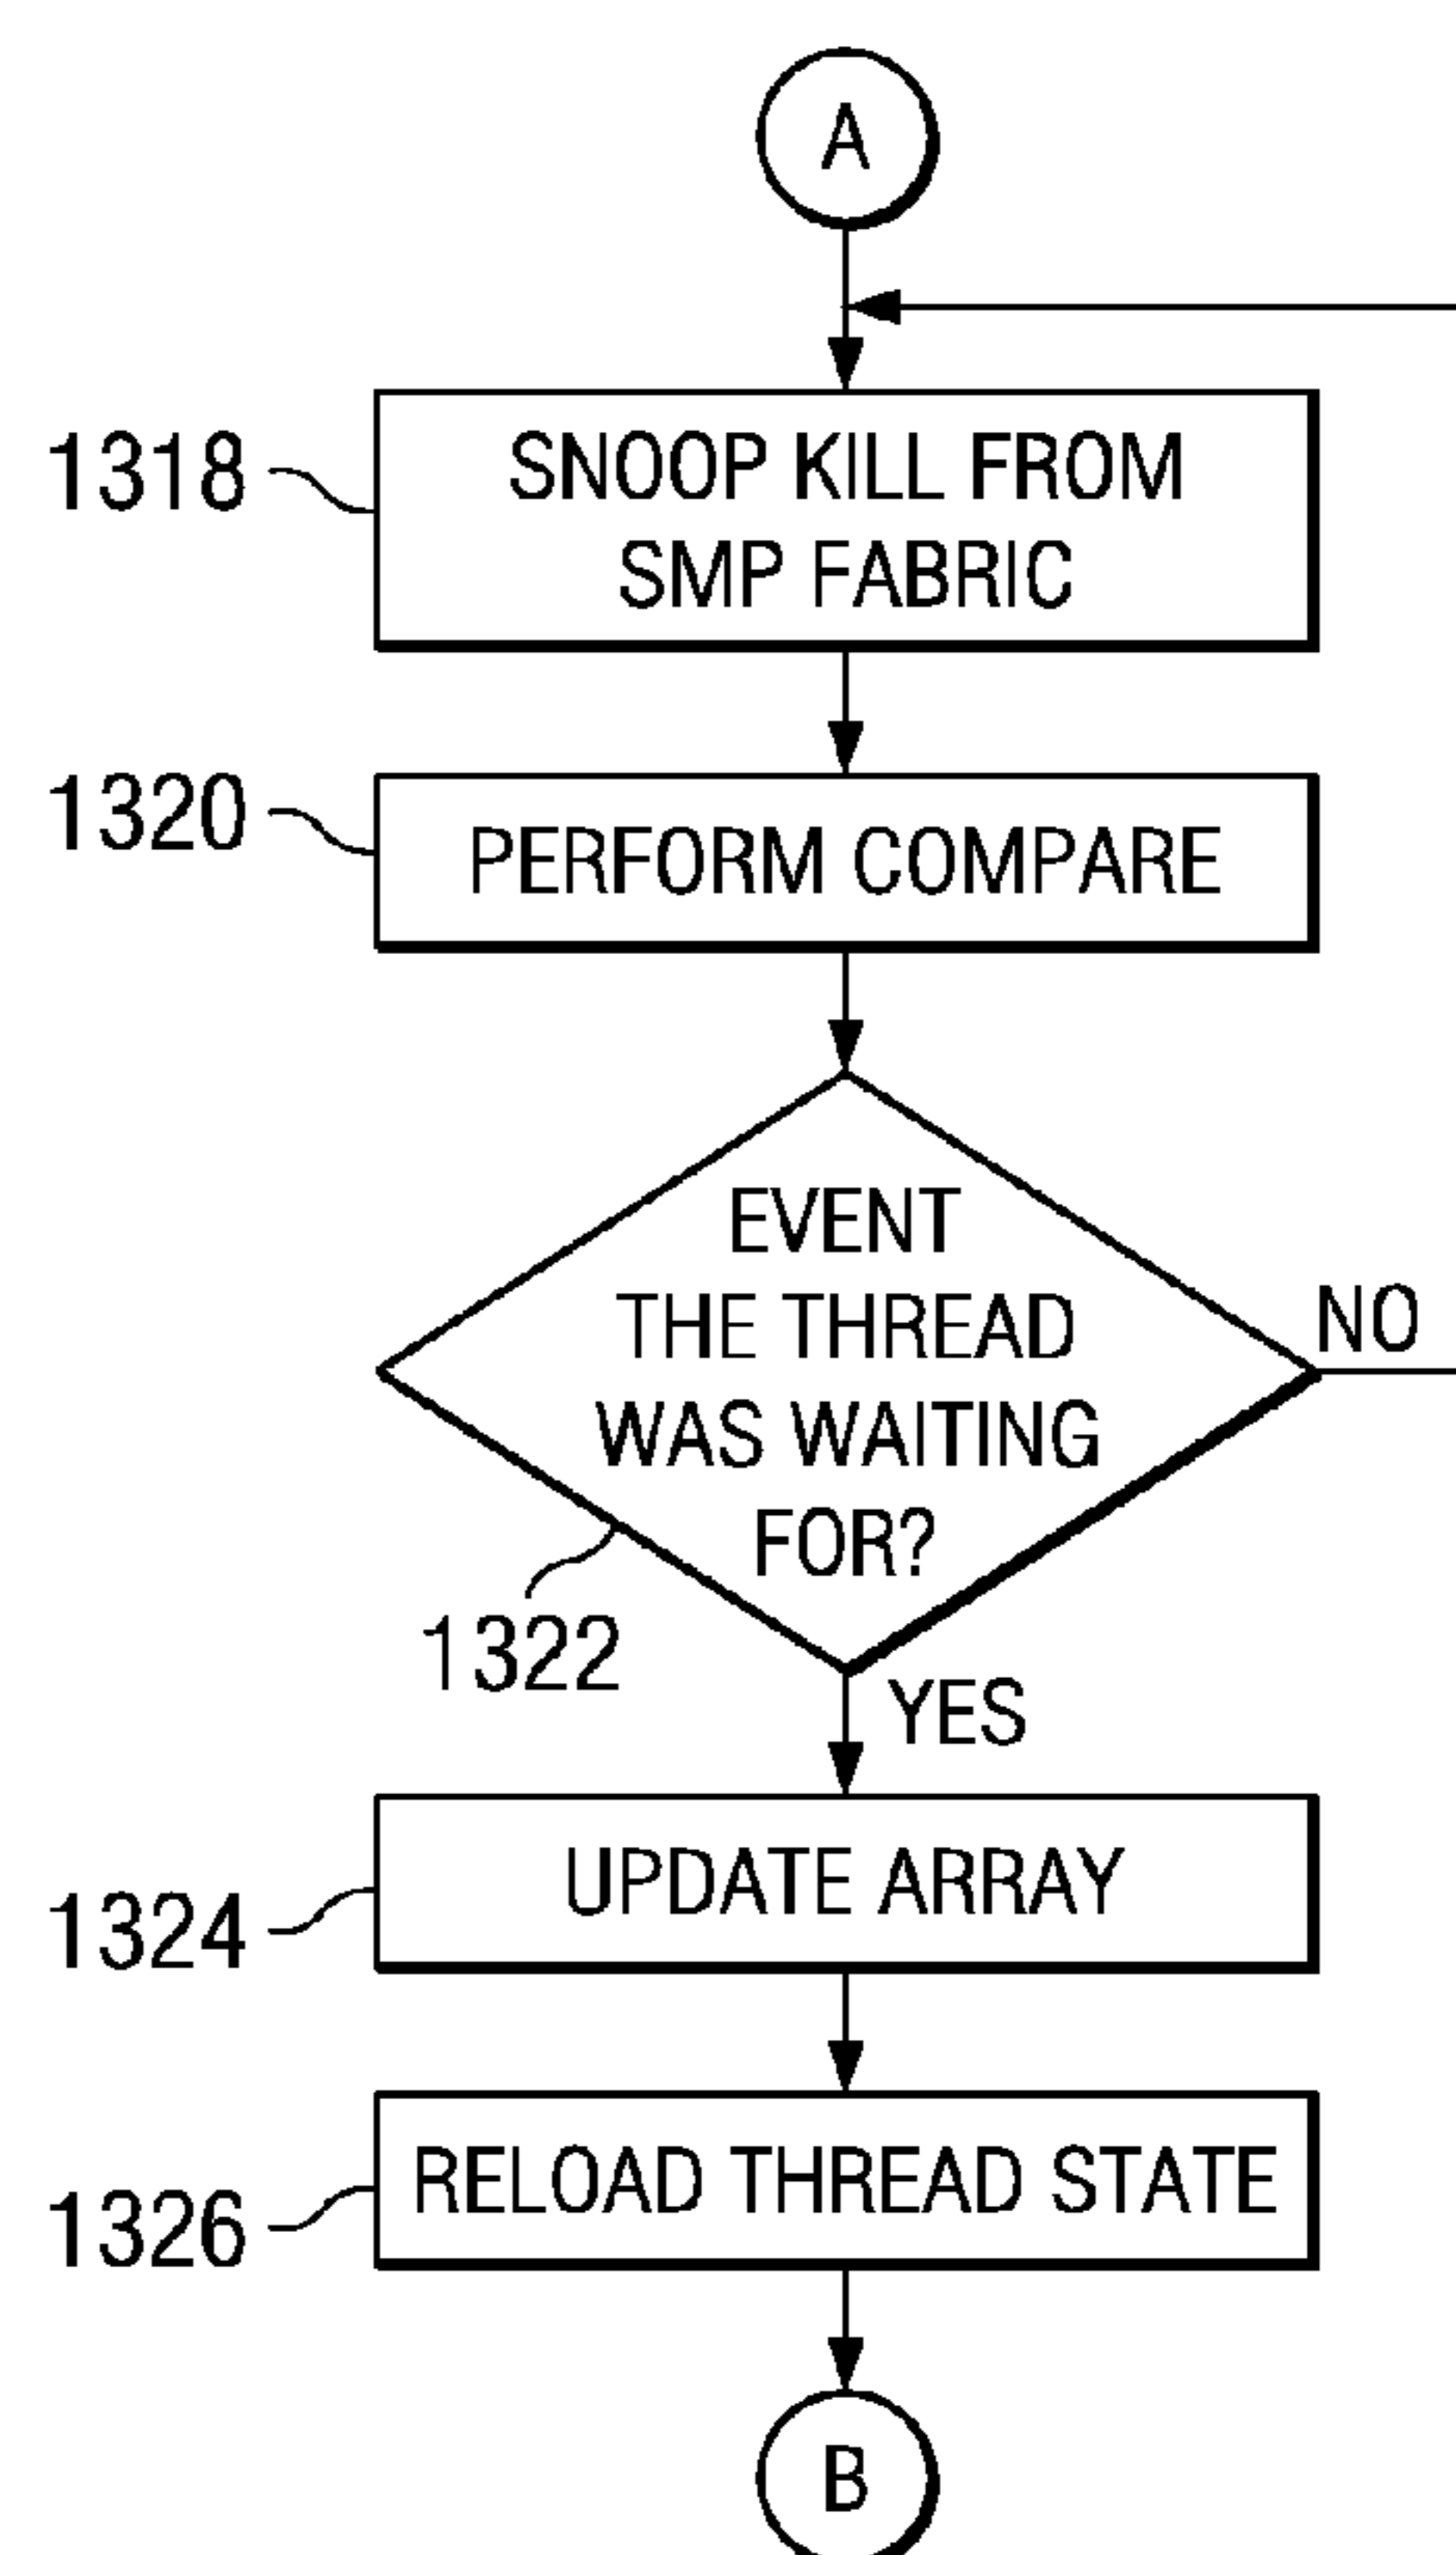 A
1318
SNOOP KILL FROM
SMP FABRIC
1320
PERFORM COMPARE
EVENT
THE THREAD
WAS WAITING
FOR?
NO
1322
YES
UPDATE ARRAY
1324
RELOAD THREAD STATE
1326
B